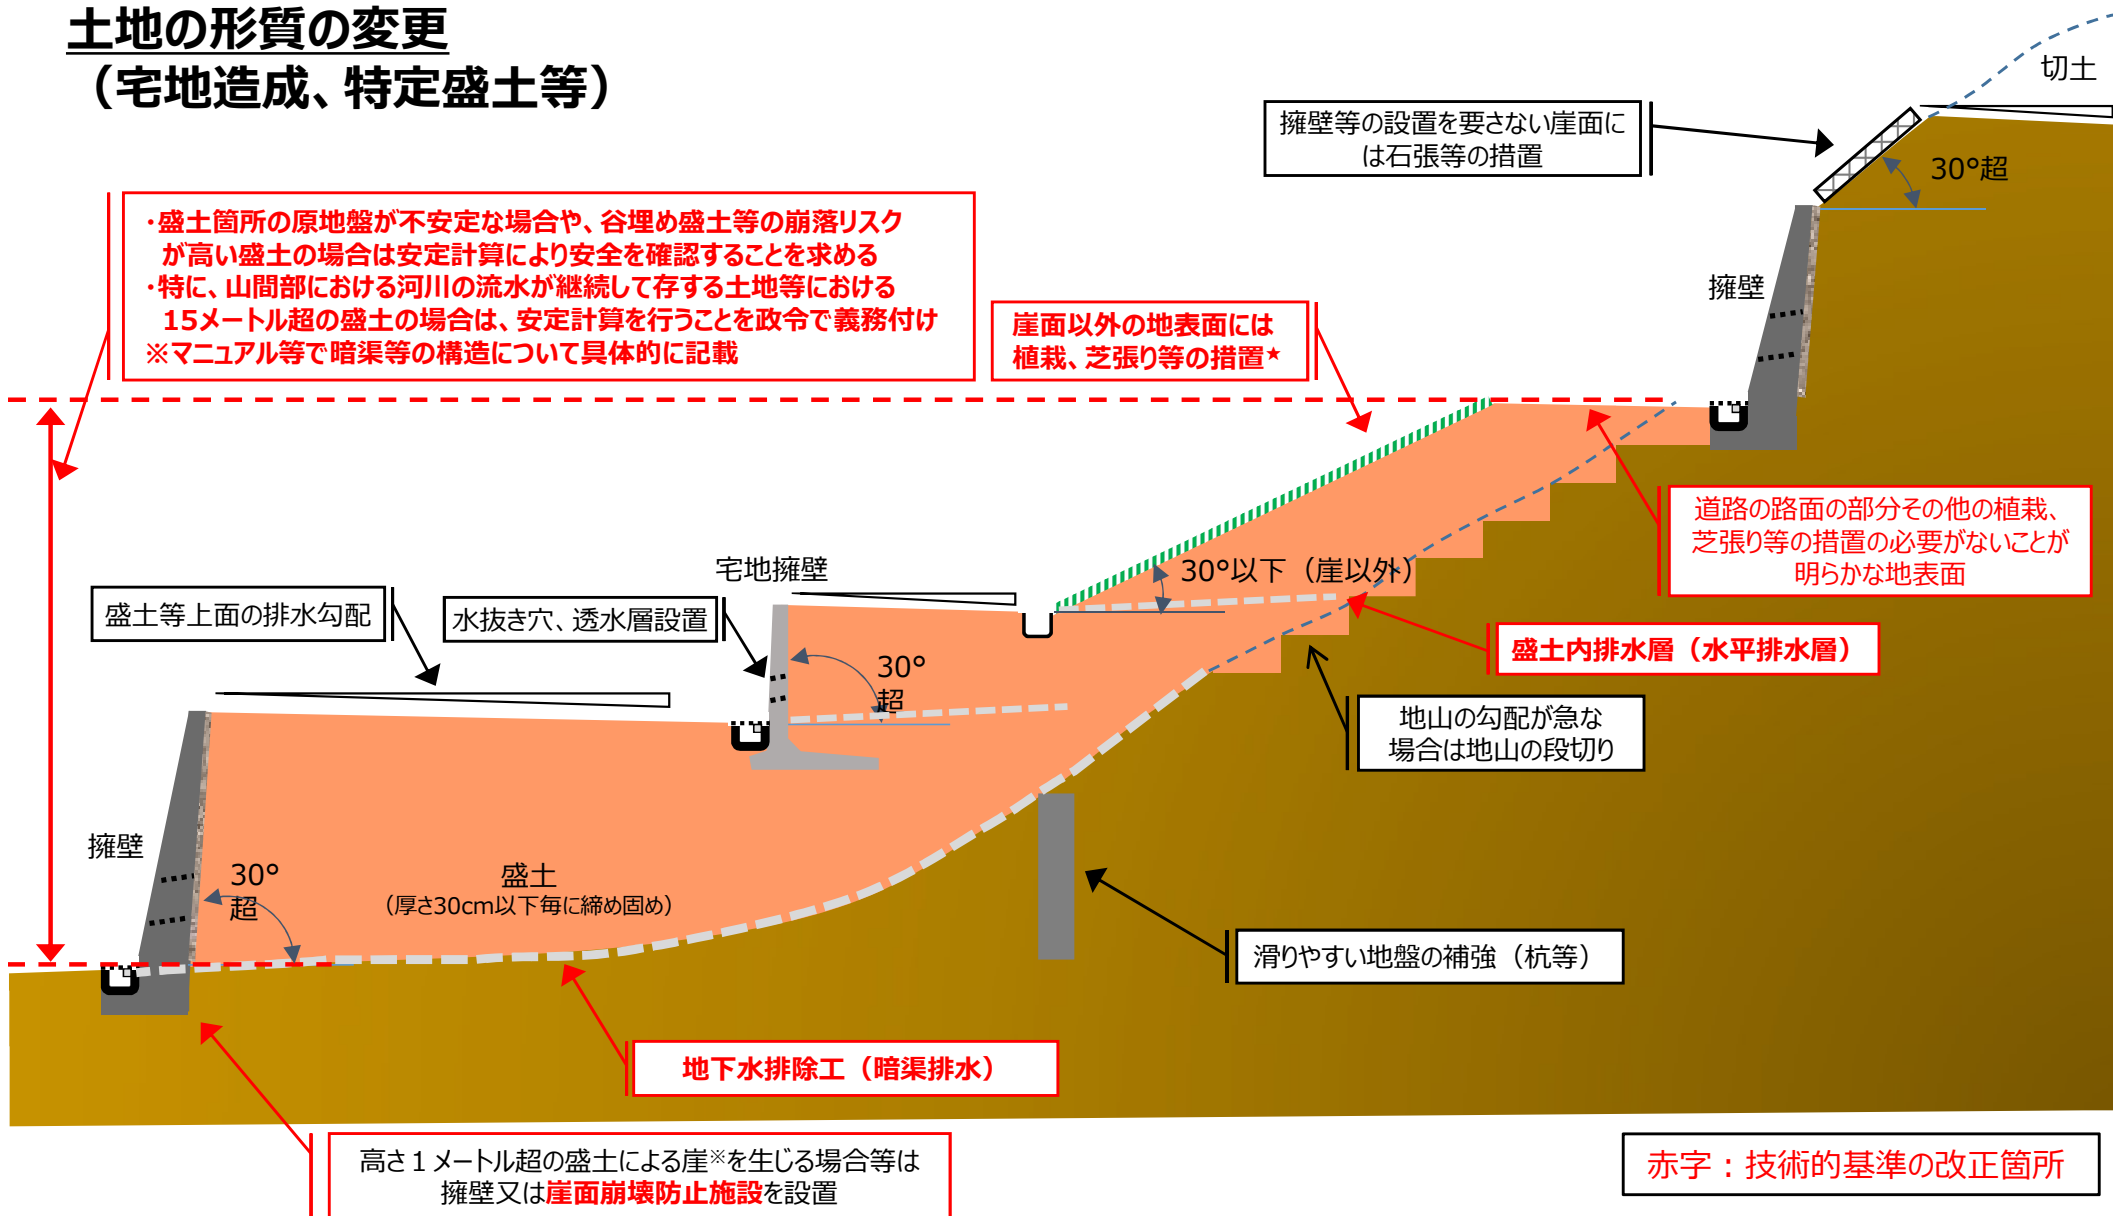 土地の形質の変更
（宅地造成、特定盛土等）
切土
擁壁等の設置を要さない崖面に
は石張等の措置
30°超
・盛土箇所の原地盤が不安定な場合や、谷埋め盛土等の崩落リスク
が高い盛土の場合は安定計算により安全を確認することを求める
・特に、山間部における河川の流水が継続して存する土地等における
15メートル超の盛土の場合は、安定計算を行うことを政令で義務付け
※マニュアル等で暗渠等の構造について具体的に記載
擁壁
崖面以外の地表面には
植栽、芝張り等の措置★
道路の路面の部分その他の植栽、
芝張り等の措置の必要がないことが
明らかな地表面
宅地擁壁
30°以下（崖以外）
盛土等上面の排水勾配
水抜き穴、透水層設置
盛土内排水層（水平排水層）
30°
超
地山の勾配が急な
場合は地山の段切り
擁壁
30°
超
盛土
（厚さ30cm以下毎に締め固め）
滑りやすい地盤の補強（杭等）
地下水排除工（暗渠排水）
高さ１メートル超の盛土による崖※を生じる場合等は
擁壁又は崖面崩壊防止施設を設置
赤字：技術的基準の改正箇所